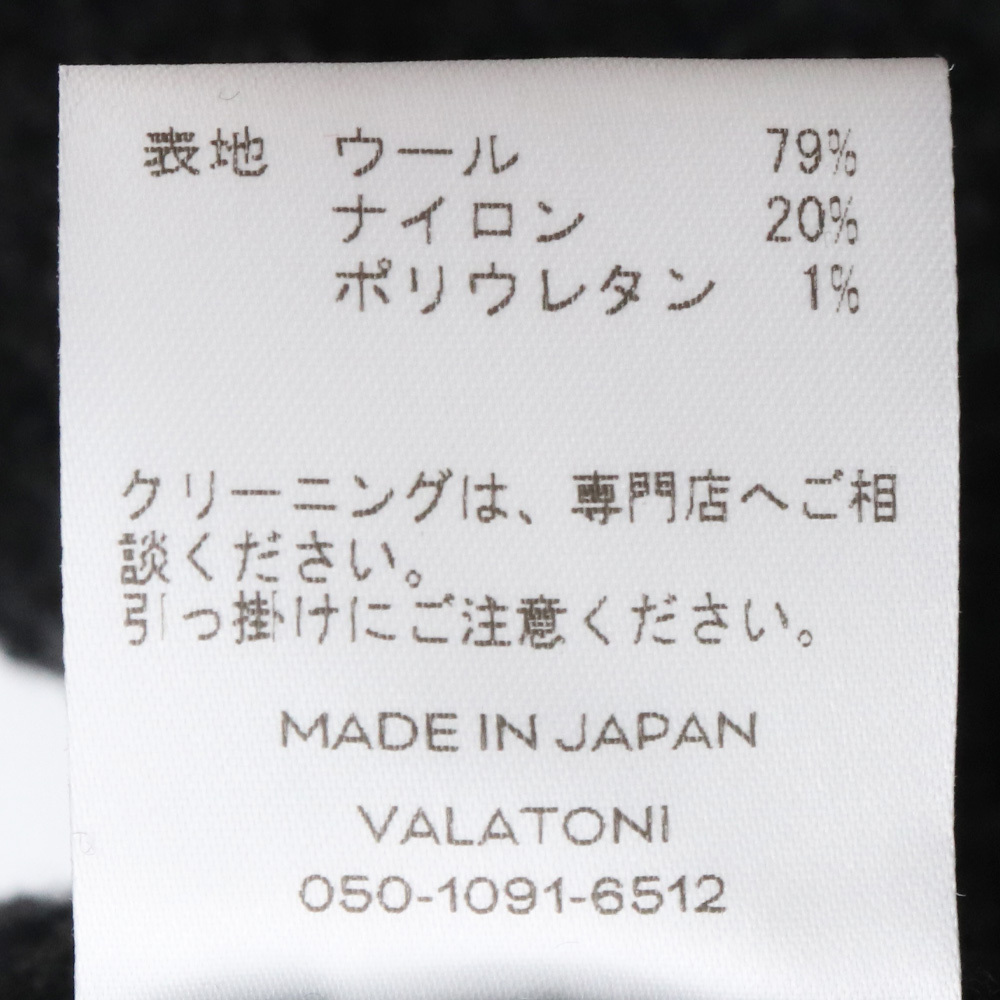 表地 ウール 79%
ナイロン 20%
ポリウレタン 1%
クリーニングは、専門店へご相
談ください。
引っ掛けにご注意ください。
MADE IN JAPAN
VALATONI
050-1091-6512